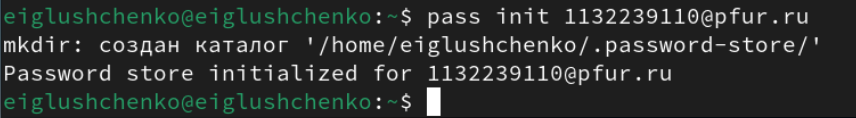 eiglushchenko@eiglushchenko:~$ pass init 1132239110@pfur.ru
mkdir: создан каталог '/home/eiglushchenko/.password-store/'
Password store initialized for 1132239110@pfur.ru
eiglushchenko@eiglushchenko:~$